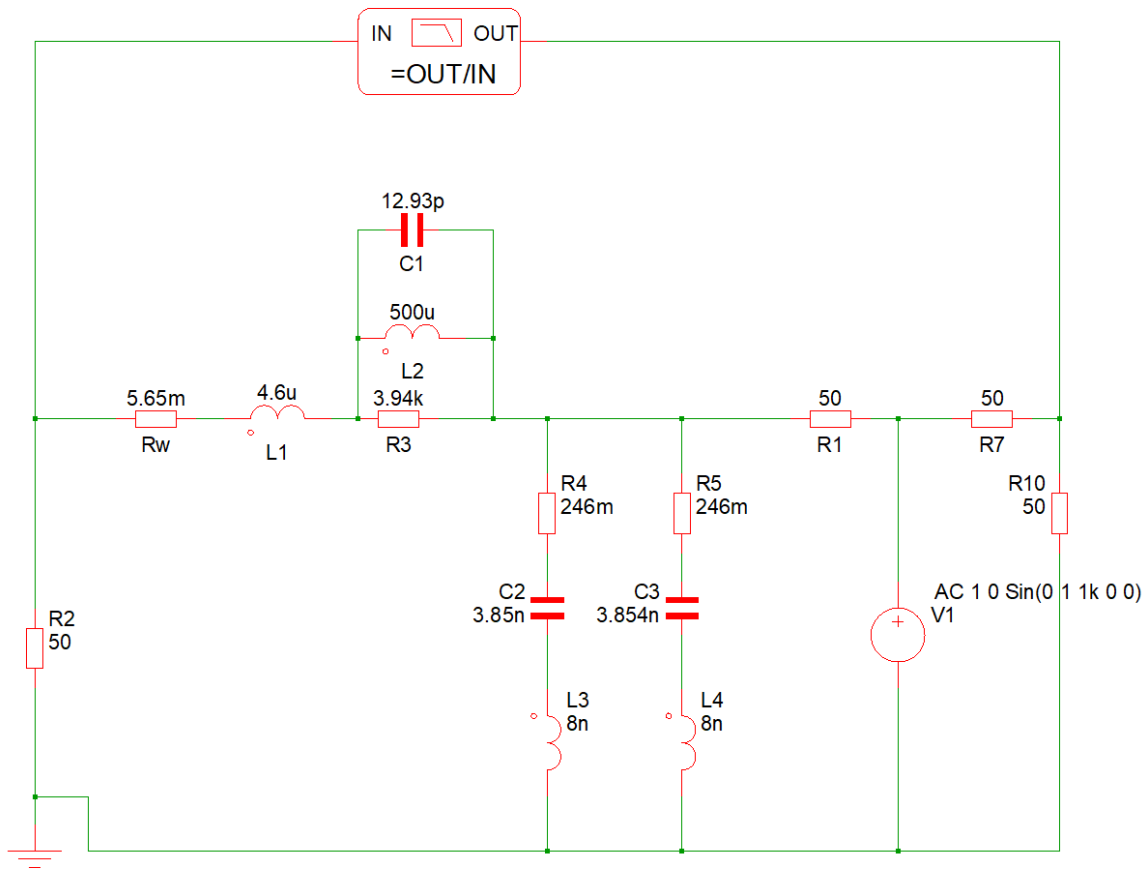 IN OUT
=OUT/IN
12.93p
C1
500u
L2
5.65m
Rw
4.6u
L1
3.94k
R3
50
R1
50
R7
R4
246m
R5
246m
R10
50
C2
3.85n
C3
3.854n
AC 1 0 Sin(0 1 1k 0 0)
V1
R2
50
L3
8n
L4
8n